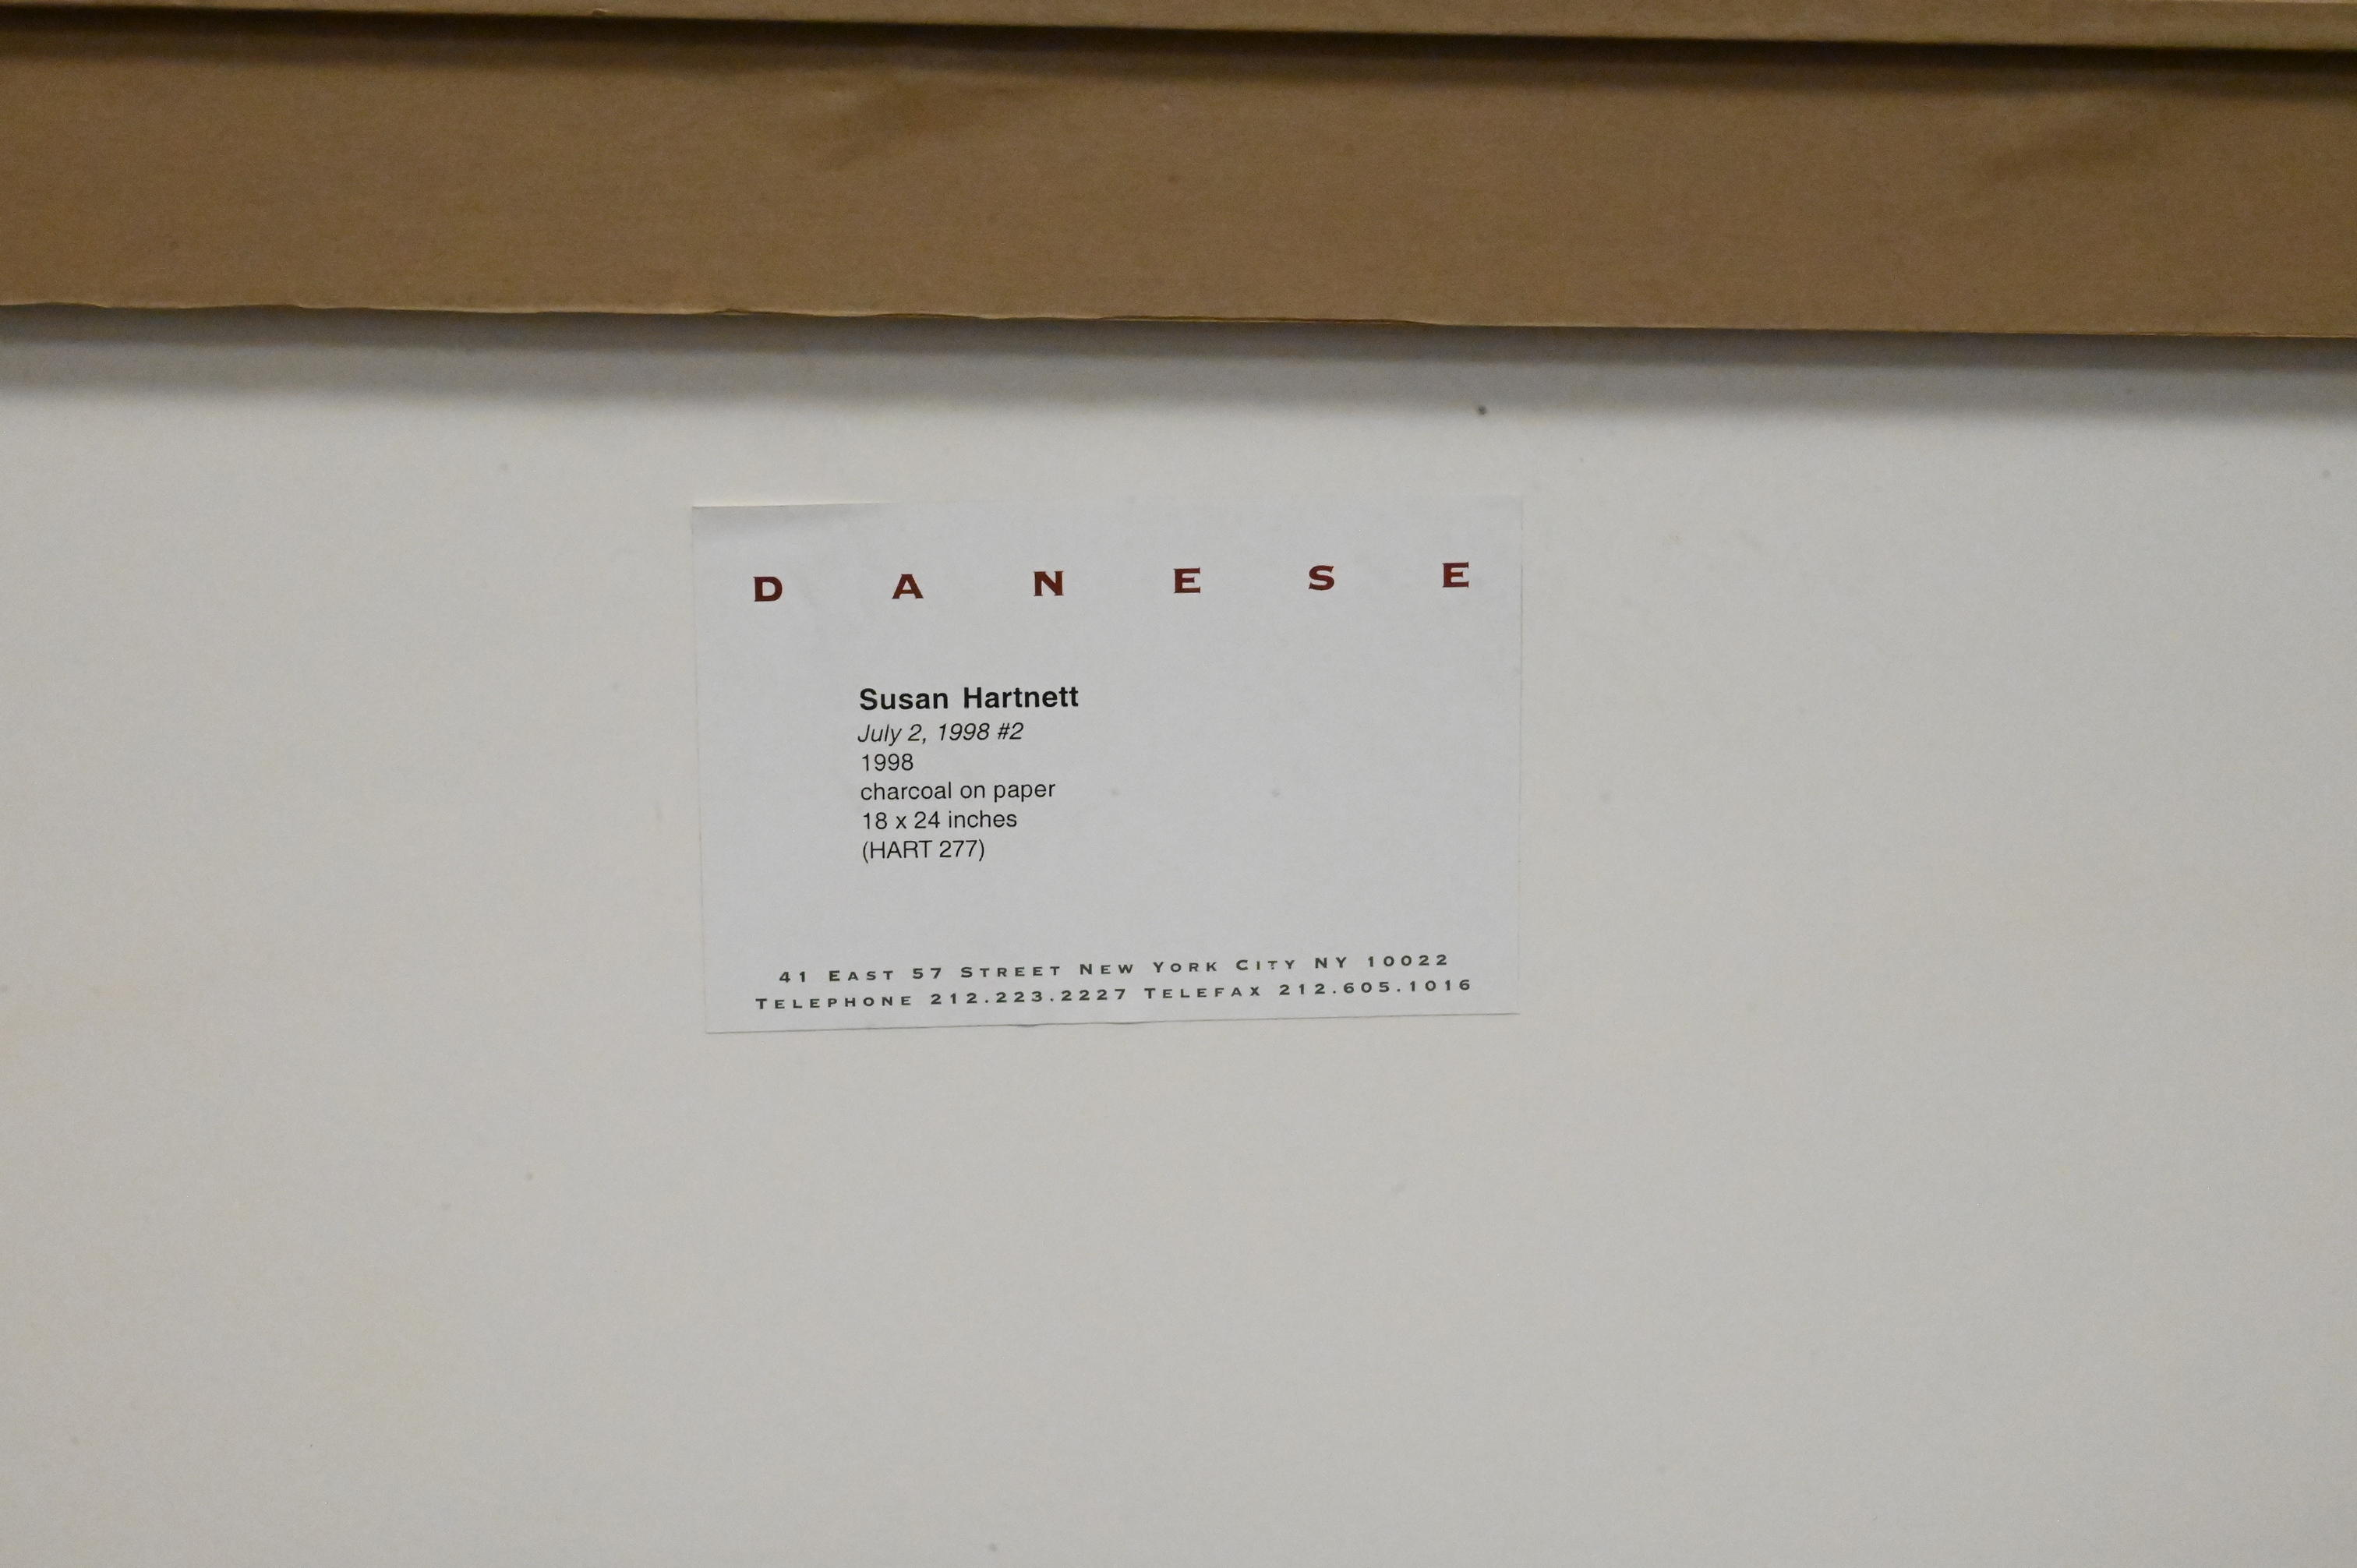 DANESE
Susan Hartnett
July 2, 1998 #2
1998
charcoal on paper
18 x 24 inches
(HART 277)
41 EAST 57 STREET NEW YORK CITY NY 10022
TELEPHONE 212.223.2227 TELEFAX 212.605.1016